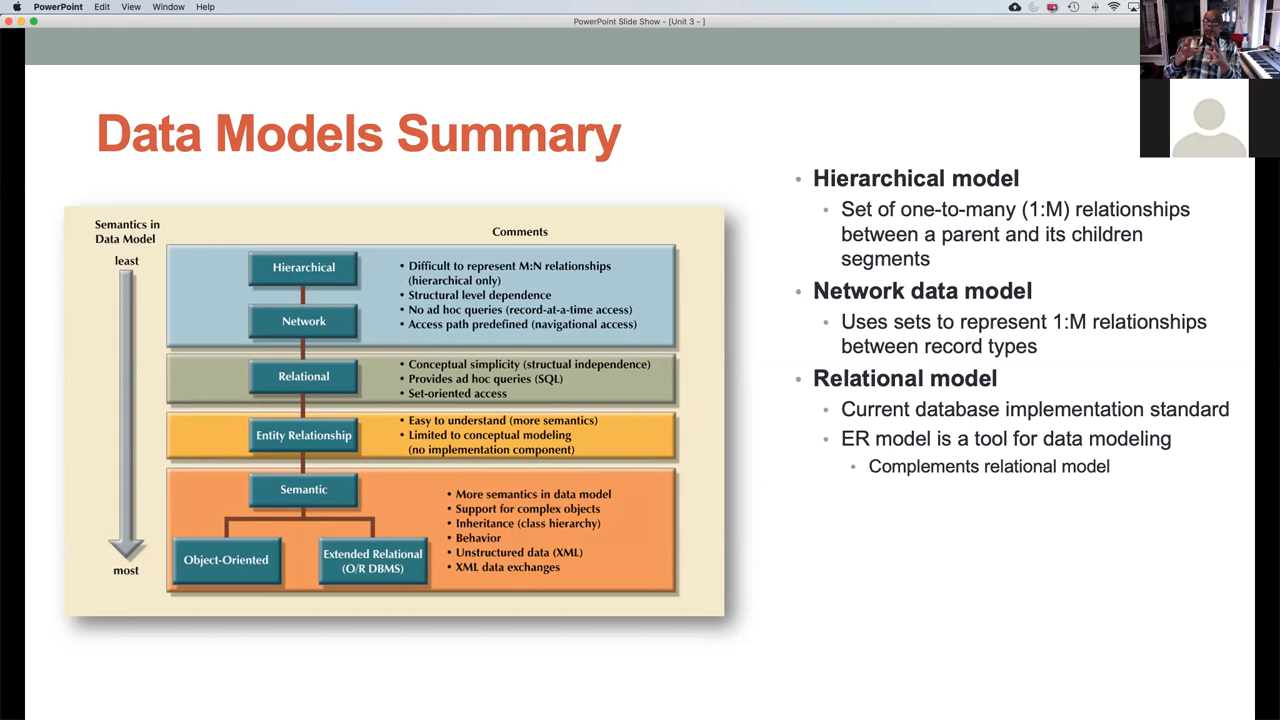 PowerPoint Edit View Window Help
PowerPoint Slide Show - [Unit 3 - ]
Data Models Summary
Semantics in
Data Model
least
most
Comments
Hierarchical
Network
• Difficult to represent M:N relationships
(hierarchical only)
• Structural level dependence
• No ad hoc queries (record-at-a-time access)
• Access path predefined (navigational access)
Relational
• Conceptual simplicity (structual independence)
• Provides ad hoc queries (SQL)
• Set-oriented access
Entity Relationship
• Easy to understand (more semantics)
• Limited to conceptual modeling
(no implementation component)
Semantic
Object-Oriented
Extended Relational
(O/R DBMS)
• More semantics in data model
• Support for complex objects
• Inheritance (class hierarchy)
• Behavior
• Unstructured data (XML)
• XML data exchanges
• Hierarchical model
• Set of one-to-many (1:M) relationships
between a parent and its children
segments
• Network data model
• Uses sets to represent 1:M relationships
between record types
• Relational model
• Current database implementation standard
• ER model is a tool for data modeling
• Complements relational model